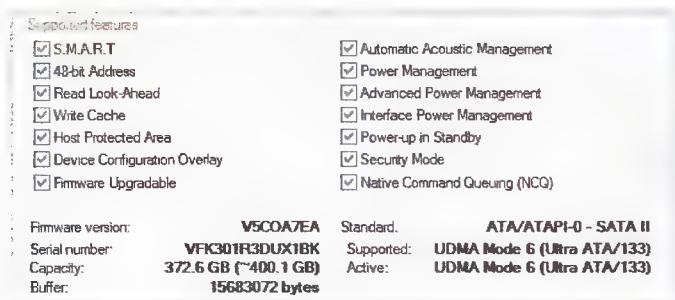 Supported features
S.M.A.R.T
48-bit Address
Read Look-Ahead
Write Cache
Host Protected Area
Device Configuration Overlay
Firmware Upgradable
Automatic Acoustic Management
Power Management
Advanced Power Management
Interface Power Management
Power-up in Standby
Security Mode
Native Command Queuing (NCQ)
Firmware version: V5COA7EA
Serial number: VFK301R3DUX1BK
Capacity: 372.6 GB (~400.1 GB)
Buffer: 15683072 bytes
Standard. ATA/ATAPI-0 - SATA II
Supported: UDMA Mode 6 (Ultra ATA/133)
Active: UDMA Mode 6 (Ultra ATA/133)